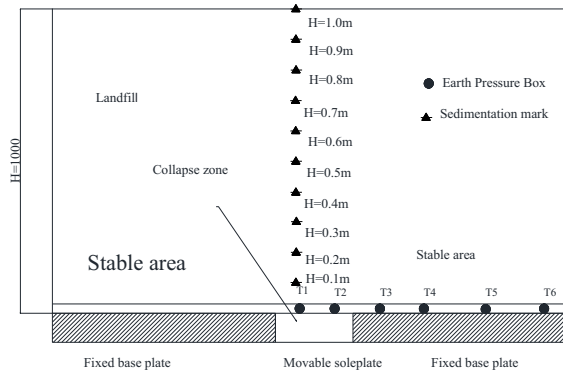 H=1.0m
H=0.9m
H=0.8m
Earth Pressure Box
Landfill
H=0.7m
Sedimentation mark
H=0.6m
H=1000
Collapse zone
H=0.5m
H=0.4m
H=0.3m
Stable area
Stable area
H=0.2m
H=0.1m
T1 T2 T3 T4 T5 T6
Fixed base plate Movable soleplate Fixed base plate